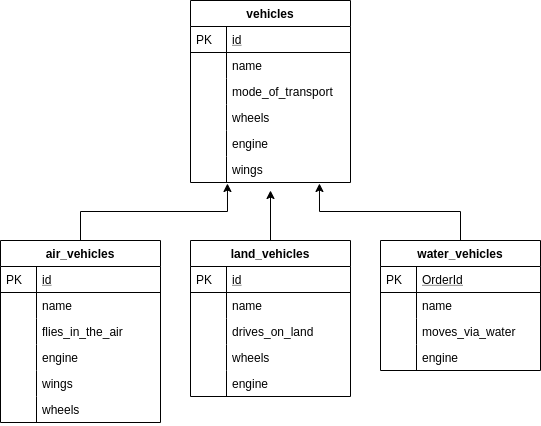 vehicles
PK id
name
mode_of_transport
wheels
engine
wings
air_vehicles
PK id
name
flies_in_the_air
engine
wings
wheels
land_vehicles
PK id
name
drives_on_land
wheels
engine
water_vehicles
PK OrderId
name
moves_via_water
engine